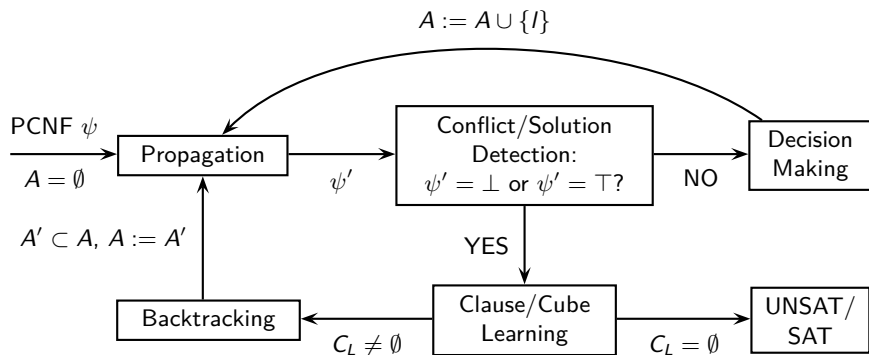 A := A ∪ {l}
PCNF ψ
A = ∅
Propagation
ψ′
Conflict/Solution
Detection:
ψ′ = ⊥ or ψ′ = ⊤?
NO
Decision
Making
A′ ⊂ A, A := A′
YES
Backtracking
C_L ≠ ∅
Clause/Cube
Learning
C_L = ∅
UNSAT/
SAT